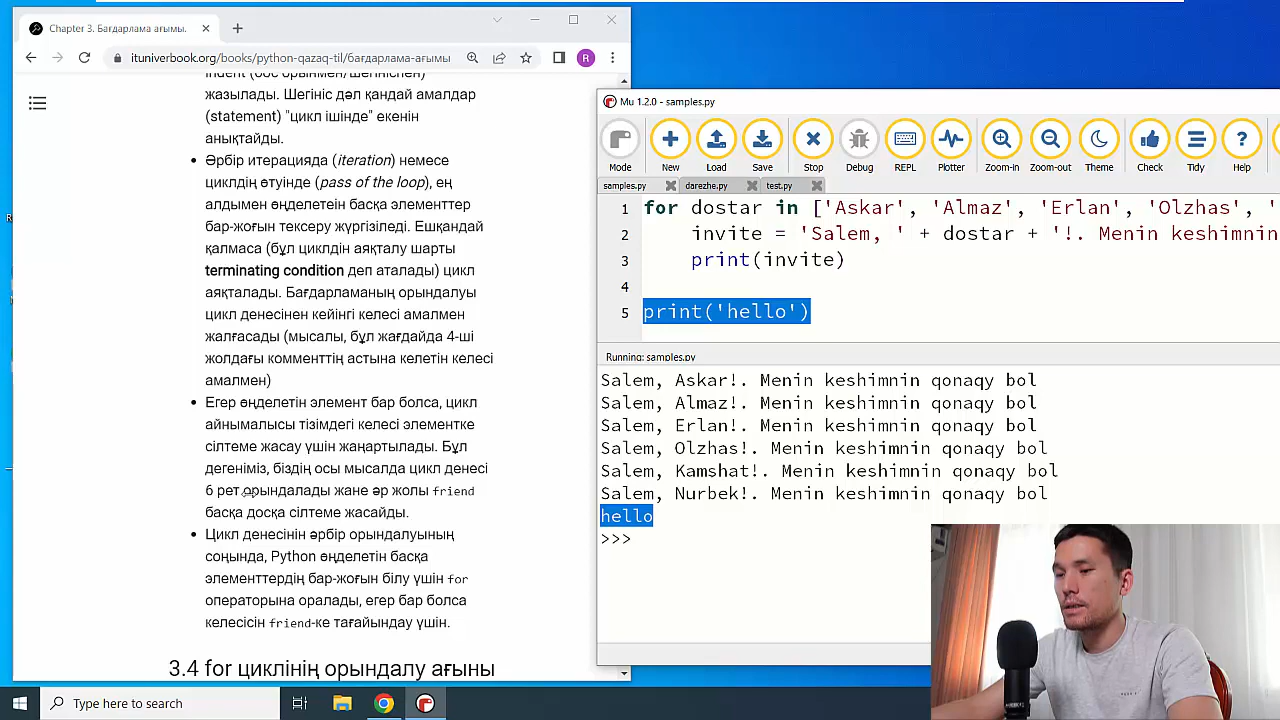 Chapter 3. Бағдарлама ағымы.
ituniverbook.org/books/python-qazaq-til/бағдарлама-ағымы
R
indent (бос орынмен/шегініспен)
жазылады. Шегініс дәл қандай амалдар
(statement) "цикл ішінде" екенін
анықтайды.
Әрбір итерацияда (iteration) немесе
циклдің өтуінде (pass of the loop), ең
алдымен өңделетеін басқа элементтер
бар-жоғын тексеру жүргізіледі. Ешқандай
қалмаса (бұл циклдін аяқталу шарты
terminating condition деп аталады) цикл
аяқталады. Бағдарламаның орындалуы
цикл денесінен кейінгі келесі амалмен
жалғасады (мысалы, бұл жағдайда 4-ші
жолдағы комменттің астына келетін келесі
амалмен)
Егер өңделетін элемент бар болса, цикл
айнымалысы тізімдегі келесі элементке
сілтеме жасау үшін жаңартылады. Бұл
дегеніміз, біздің осы мысалда цикл денесі
6 рет орындалады жане әр жолы friend
басқа досқа сілтеме жасайды.
Цикл денесінін әрбір орындалуының
соңында, Python өңделетін басқа
элементтердің бар-жоғын білу үшін for
операторына оралады, егер бар болса
келесісін friend-ке тағайындау үшін.
3.4 for циклінің орындалу ағыны
Mu 1.2.0 - samples.py
Mode New Load Save Stop Debug REPL Plotter Zoom-in Zoom-out Theme Check Tidy Help
samples.py darezhe.py test.py
1 for dostar in ['Askar', 'Almaz', 'Erlan', 'Olzhas', '
2 invite = 'Salem, ' + dostar + '!. Menin keshimnin
3 print(invite)
4
5 print('hello')
Running: samples.py
Salem, Askar!. Menin keshimnin qonaqy bol
Salem, Almaz!. Menin keshimnin qonaqy bol
Salem, Erlan!. Menin keshimnin qonaqy bol
Salem, Olzhas!. Menin keshimnin qonaqy bol
Salem, Kamshat!. Menin keshimnin qonaqy bol
Salem, Nurbek!. Menin keshimnin qonaqy bol
hello
>>>
Type here to search